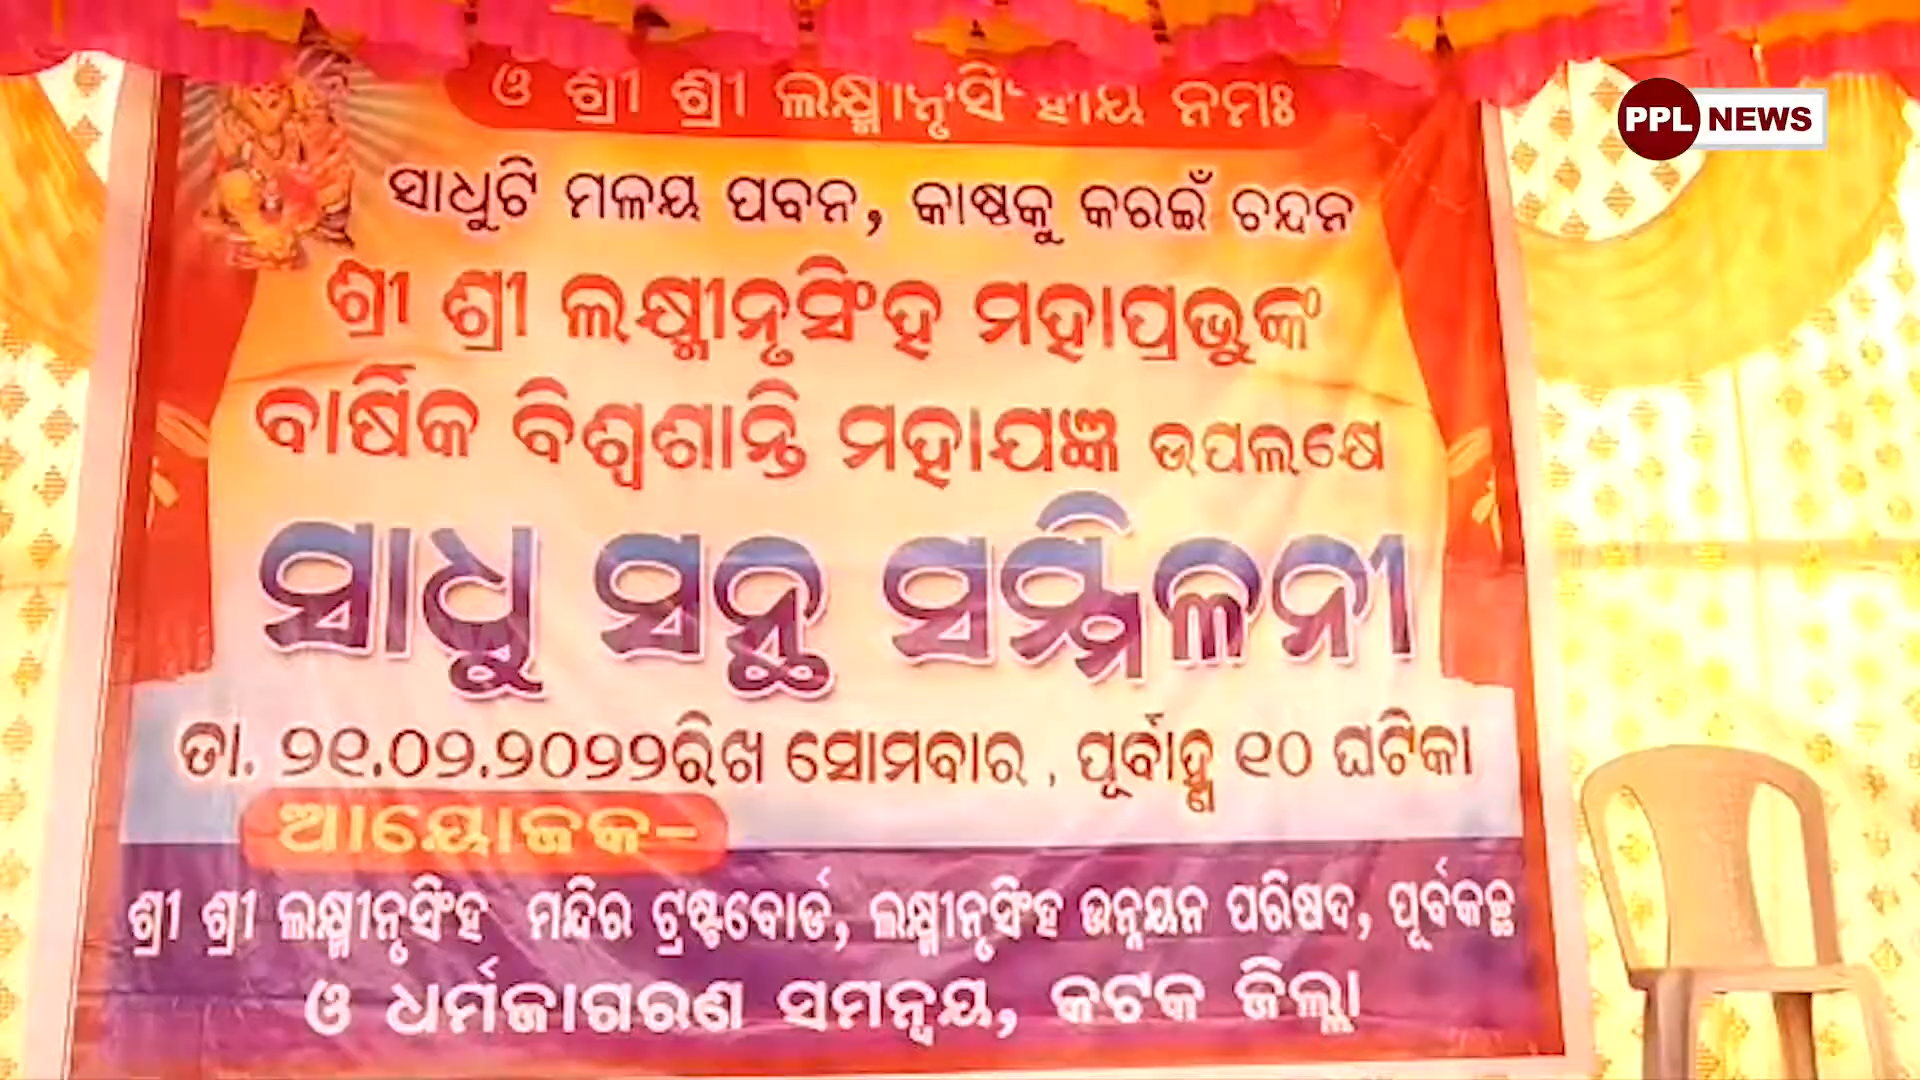 ଓ ଶ୍ରୀ ଶ୍ରୀ ଲକ୍ଷ୍ମୀନୃସିଂହାୟ ନମଃ
PPL NEWS
ସାଧୁଟି ମଳୟ ପବନ, କାଷ୍ଠକୁ କରଇଁ ଚନ୍ଦନ
ଶ୍ରୀ ଶ୍ରୀ ଲକ୍ଷ୍ମୀନୃସିଂହ ମହାପ୍ରଭୁଙ୍କ
ବାର୍ଷିକ ବିଶ୍ୱଶାନ୍ତି ମହାଯଜ୍ଞ ଉପଲକ୍ଷେ
ସାଧୁ ସନ୍ଥ ସମ୍ମିଳନୀ
ତା. ୨୧.୦୨.୨୦୨୨ରିଖ ସୋମବାର , ପୂର୍ବାହ୍ଣ ୧୦ ଘଟିକା
ଆୟୋଜକ-
ଶ୍ରୀ ଶ୍ରୀ ଲକ୍ଷ୍ମୀନୃସିଂହ ମନ୍ଦିର ଟ୍ରଷ୍ଟବୋର୍ଡ, ଲକ୍ଷ୍ମୀନୃସିଂହ ଉନ୍ନୟନ ପରିଷଦ, ପୂର୍ବକଚ୍ଛ
ଓ ଧର୍ମଜାଗରଣ ସମନ୍ୱୟ, କଟକ ଜିଲ୍ଲା